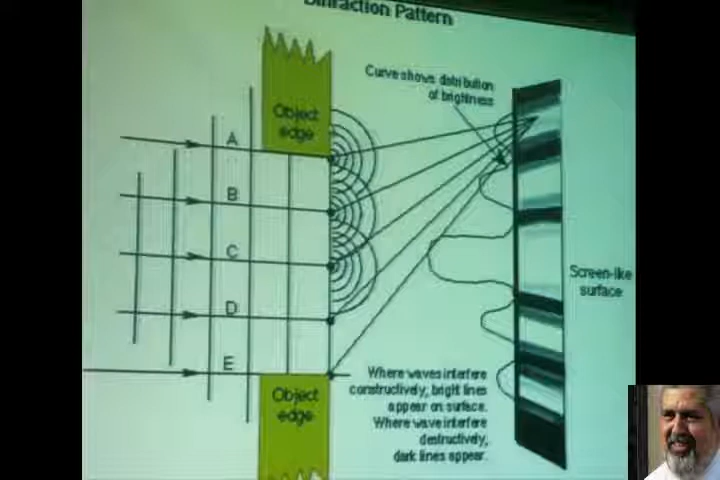 Diffraction Pattern
Curve shows distribution
of brightness
Object
edge
A
B
C
D
E
Screen-like
surface
Where waves interfere
constructively, bright lines
appear on surface.
Where wave interfere
destructively,
dark lines appear.
Object
edge